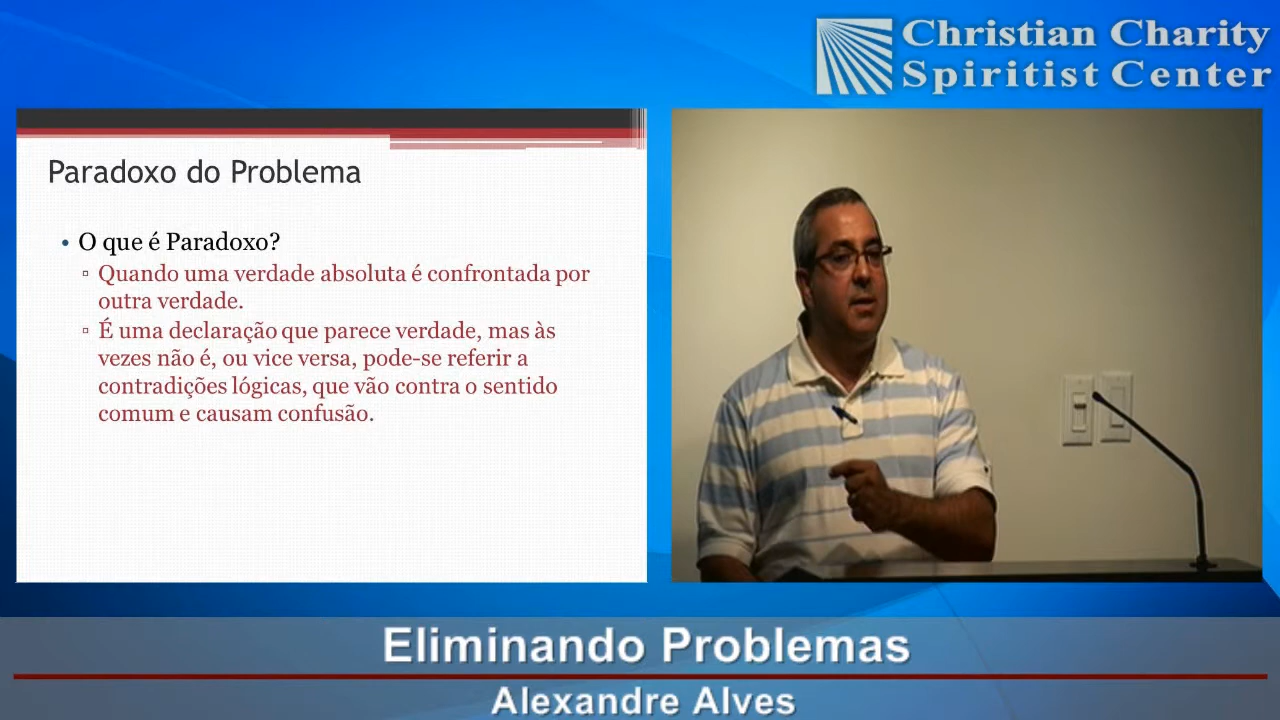 Christian Charity
Spiritist Center
Paradoxo do Problema
• O que é Paradoxo?
▫ Quando uma verdade absoluta é confrontada por
outra verdade.
▫ É uma declaração que parece verdade, mas às
vezes não é, ou vice versa, pode-se referir a
contradições lógicas, que vão contra o sentido
comum e causam confusão.
Eliminando Problemas
Alexandre Alves